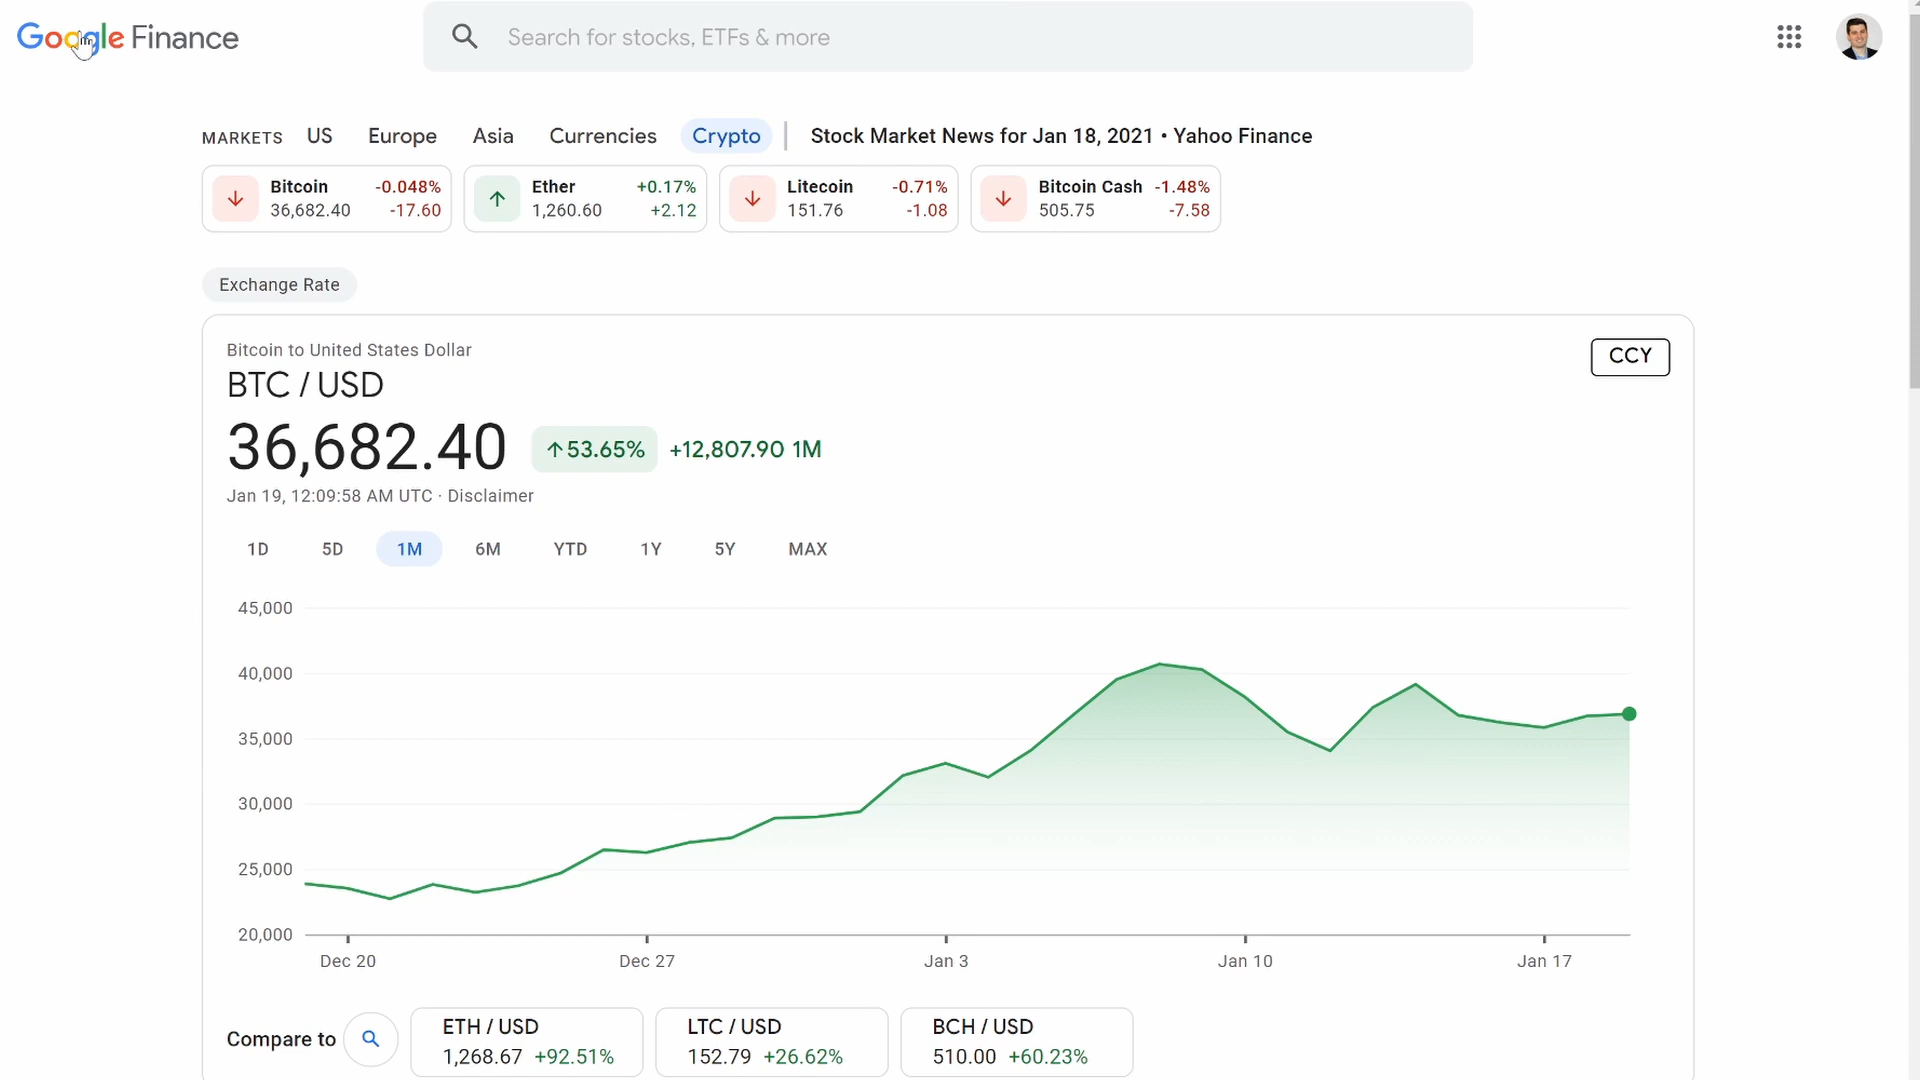 Google Finance
Search for stocks, ETFs & more
MARKETS US Europe Asia Currencies Crypto Stock Market News for Jan 18, 2021 • Yahoo Finance
Bitcoin -0.048%
36,682.40 -17.60
Ether +0.17%
1,260.60 +2.12
Litecoin -0.71%
151.76 -1.08
Bitcoin Cash -1.48%
505.75 -7.58
Exchange Rate
Bitcoin to United States Dollar
CCY
BTC / USD
36,682.40 ↑53.65% +12,807.90 1M
Jan 19, 12:09:58 AM UTC · Disclaimer
1D 5D 1M 6M YTD 1Y 5Y MAX
45,000
40,000
35,000
30,000
25,000
20,000
Dec 20 Dec 27 Jan 3 Jan 10 Jan 17
Compare to
ETH / USD
1,268.67 +92.51%
LTC / USD
152.79 +26.62%
BCH / USD
510.00 +60.23%